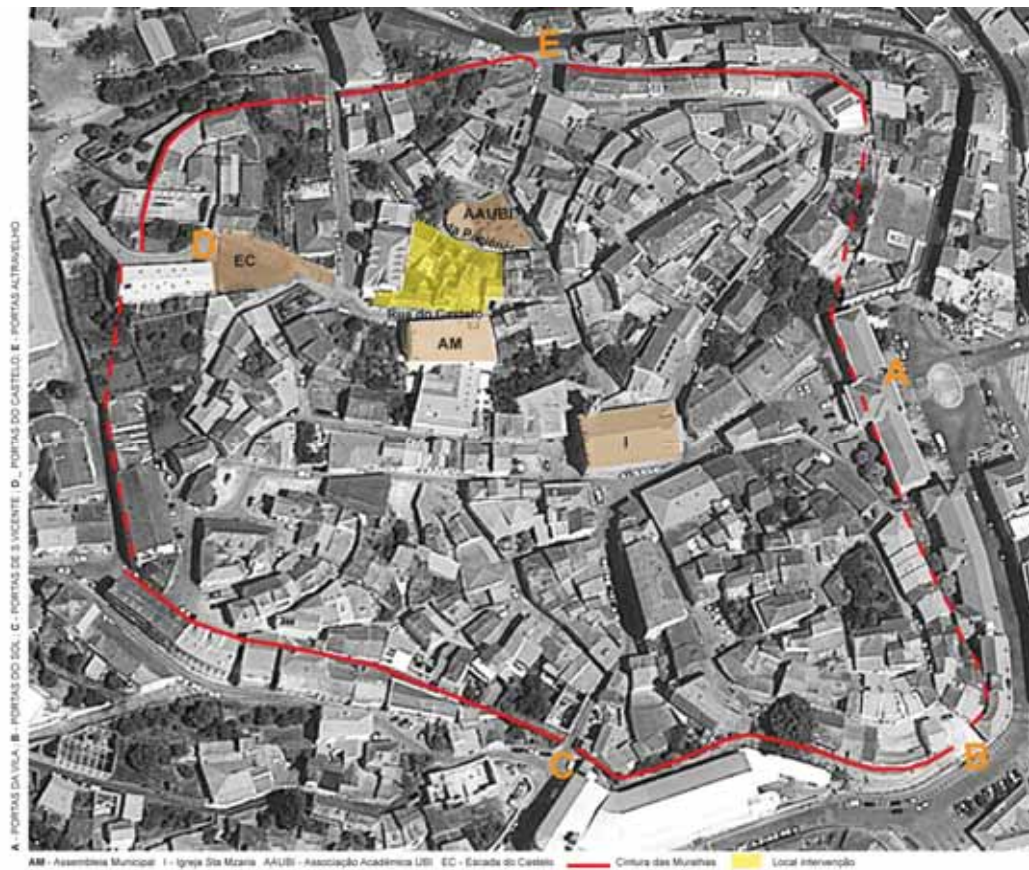 E
AAUBI
D
EC
Rua do Castelo
AM
A
I
C
B
A - PORTAS DA VILA; B - PORTAS DO SOL; C - PORTAS DE S.VICENTE; D _ PORTAS DO CASTELO; E - PORTAS ALTRAVELHO
AM - Assembleia Municipal I - Igreja Sta Mzaria AAUBI - Associação Académica UBI EC - Escada do Castelo Cintura das Muralhas Local intervenção